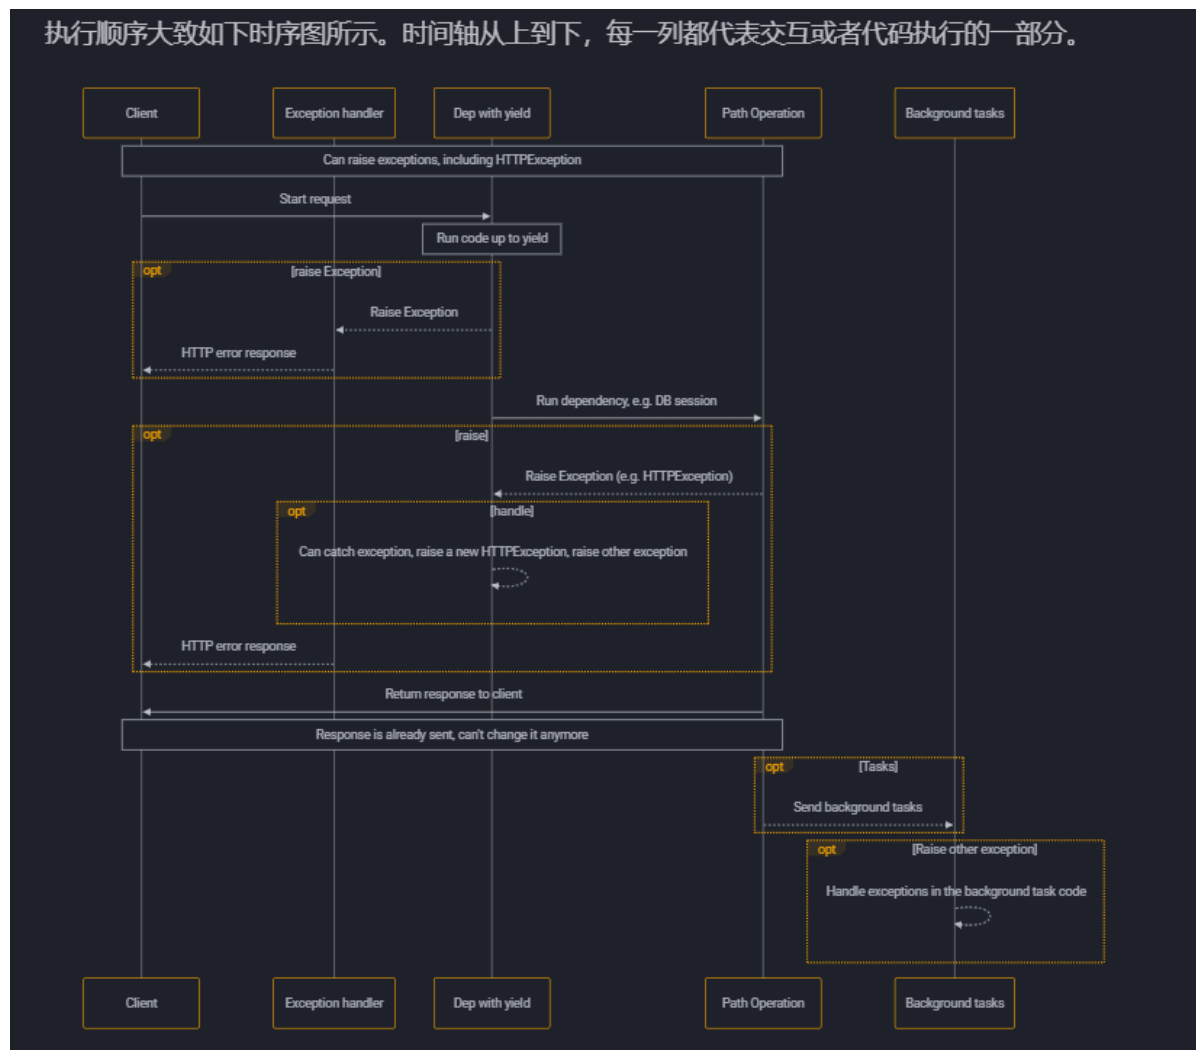 执行顺序大致如下时序图所示。时间轴从上到下，每一列都代表交互或者代码执行的一部分。
Client
Exception handler
Dep with yield
Path Operation
Background tasks
Can raise exceptions, including HTTPException
Start request
Run code up to yield
opt
[raise Exception]
Raise Exception
HTTP error response
Run dependency, e.g. DB session
opt
[raise]
Raise Exception (e.g. HTTPException)
opt
[handle]
Can catch exception, raise a new HTTPException, raise other exception
HTTP error response
Return response to client
Response is already sent, can't change it anymore
opt
[Tasks]
Send background tasks
opt
[Raise other exception]
Handle exceptions in the background task code
Client
Exception handler
Dep with yield
Path Operation
Background tasks